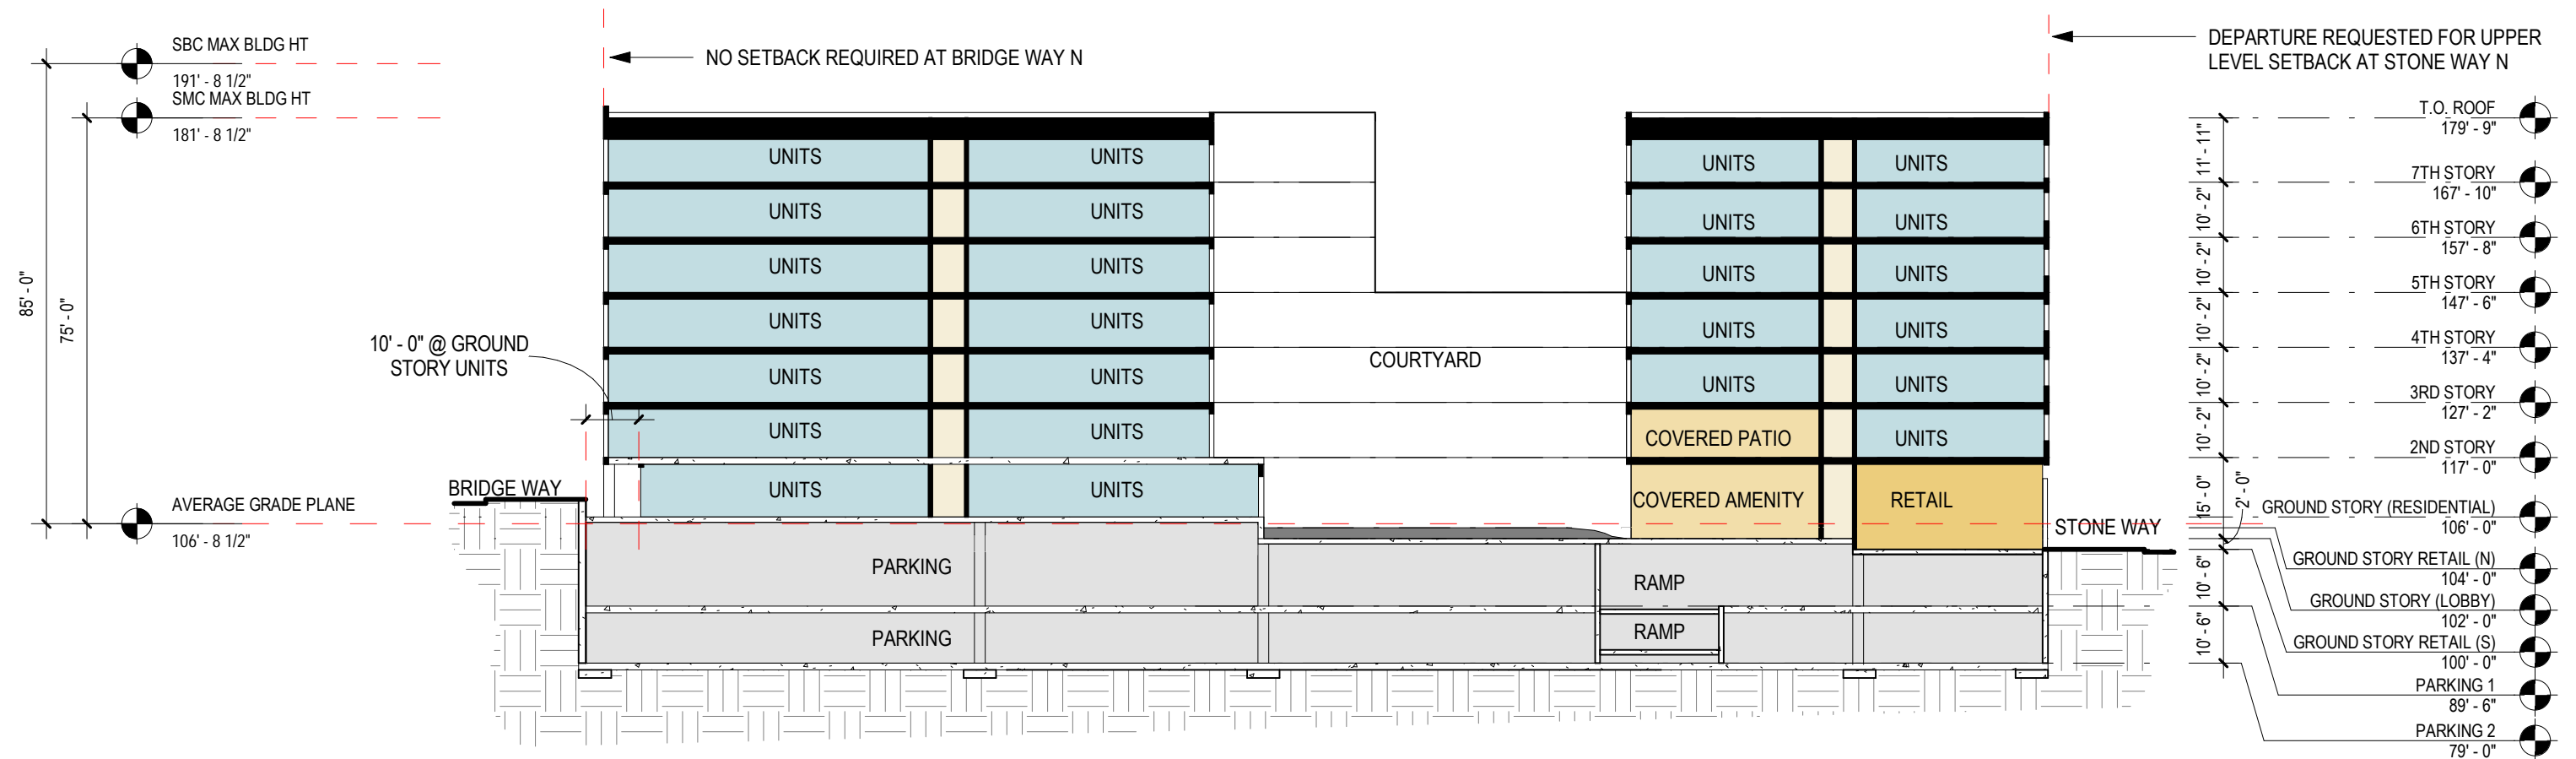 SBC MAX BLDG HT
191' - 8 1/2"
SMC MAX BLDG HT
181' - 8 1/2"
85' - 0"
75' - 0"
AVERAGE GRADE PLANE
106' - 8 1/2"
NO SETBACK REQUIRED AT BRIDGE WAY N
DEPARTURE REQUESTED FOR UPPER
LEVEL SETBACK AT STONE WAY N
10' - 0" @ GROUND
STORY UNITS
BRIDGE WAY
UNITS UNITS UNITS UNITS
UNITS UNITS UNITS UNITS
UNITS UNITS UNITS UNITS
UNITS UNITS UNITS UNITS
COURTYARD
UNITS UNITS UNITS UNITS
UNITS UNITS COVERED PATIO UNITS
UNITS UNITS COVERED AMENITY RETAIL
STONE WAY
PARKING RAMP
PARKING RAMP
11' - 11"
10' - 2"
10' - 2"
10' - 2"
10' - 2"
10' - 2"
15' - 0"
2' - 0"
10' - 6"
10' - 6"
T.O. ROOF
179' - 9"
7TH STORY
167' - 10"
6TH STORY
157' - 8"
5TH STORY
147' - 6"
4TH STORY
137' - 4"
3RD STORY
127' - 2"
2ND STORY
117' - 0"
GROUND STORY (RESIDENTIAL)
106' - 0"
GROUND STORY RETAIL (N)
104' - 0"
GROUND STORY (LOBBY)
102' - 0"
GROUND STORY RETAIL (S)
100' - 0"
PARKING 1
89' - 6"
PARKING 2
79' - 0"